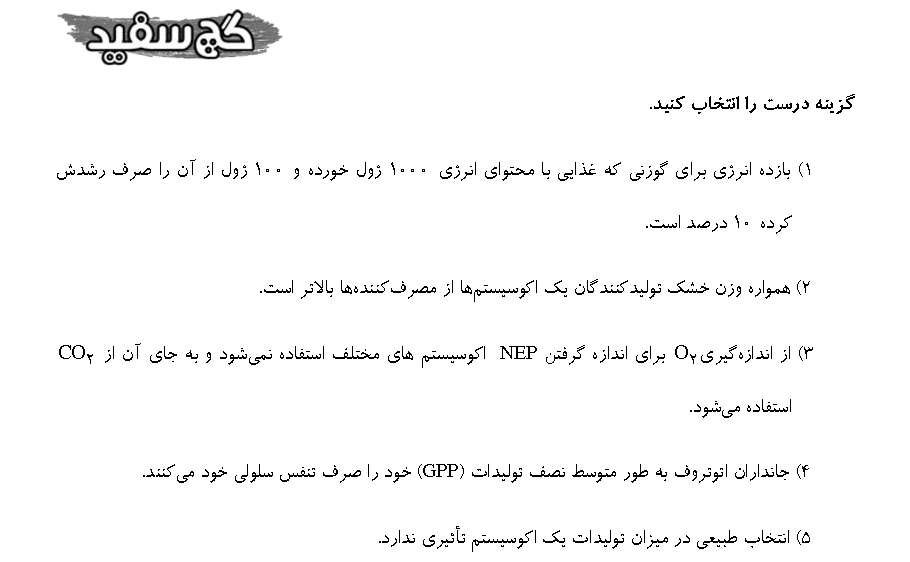 گچ سفید
گزینه درست را انتخاب کنید.
۱) بازده انرژی برای گوزنی که غذایی با محتوای انرژی ۱۰۰۰ ژول خورده و ۱۰۰ ژول از آن را صرف رشدش
کرده ۱۰ درصد است.
۲) همواره وزن خشک تولیدکنندگان یک اکوسیستم‌ها از مصرف‌کننده‌ها بالاتر است.
۳) از اندازه‌گیری O۲ برای اندازه گرفتن NEP اکوسیستم های مختلف استفاده نمی‌شود و به جای آن از CO۲
استفاده می‌شود.
۴) جانداران اتوتروف به طور متوسط نصف تولیدات (GPP) خود را صرف تنفس سلولی خود می‌کنند.
۵) انتخاب طبیعی در میزان تولیدات یک اکوسیستم تأثیری ندارد.